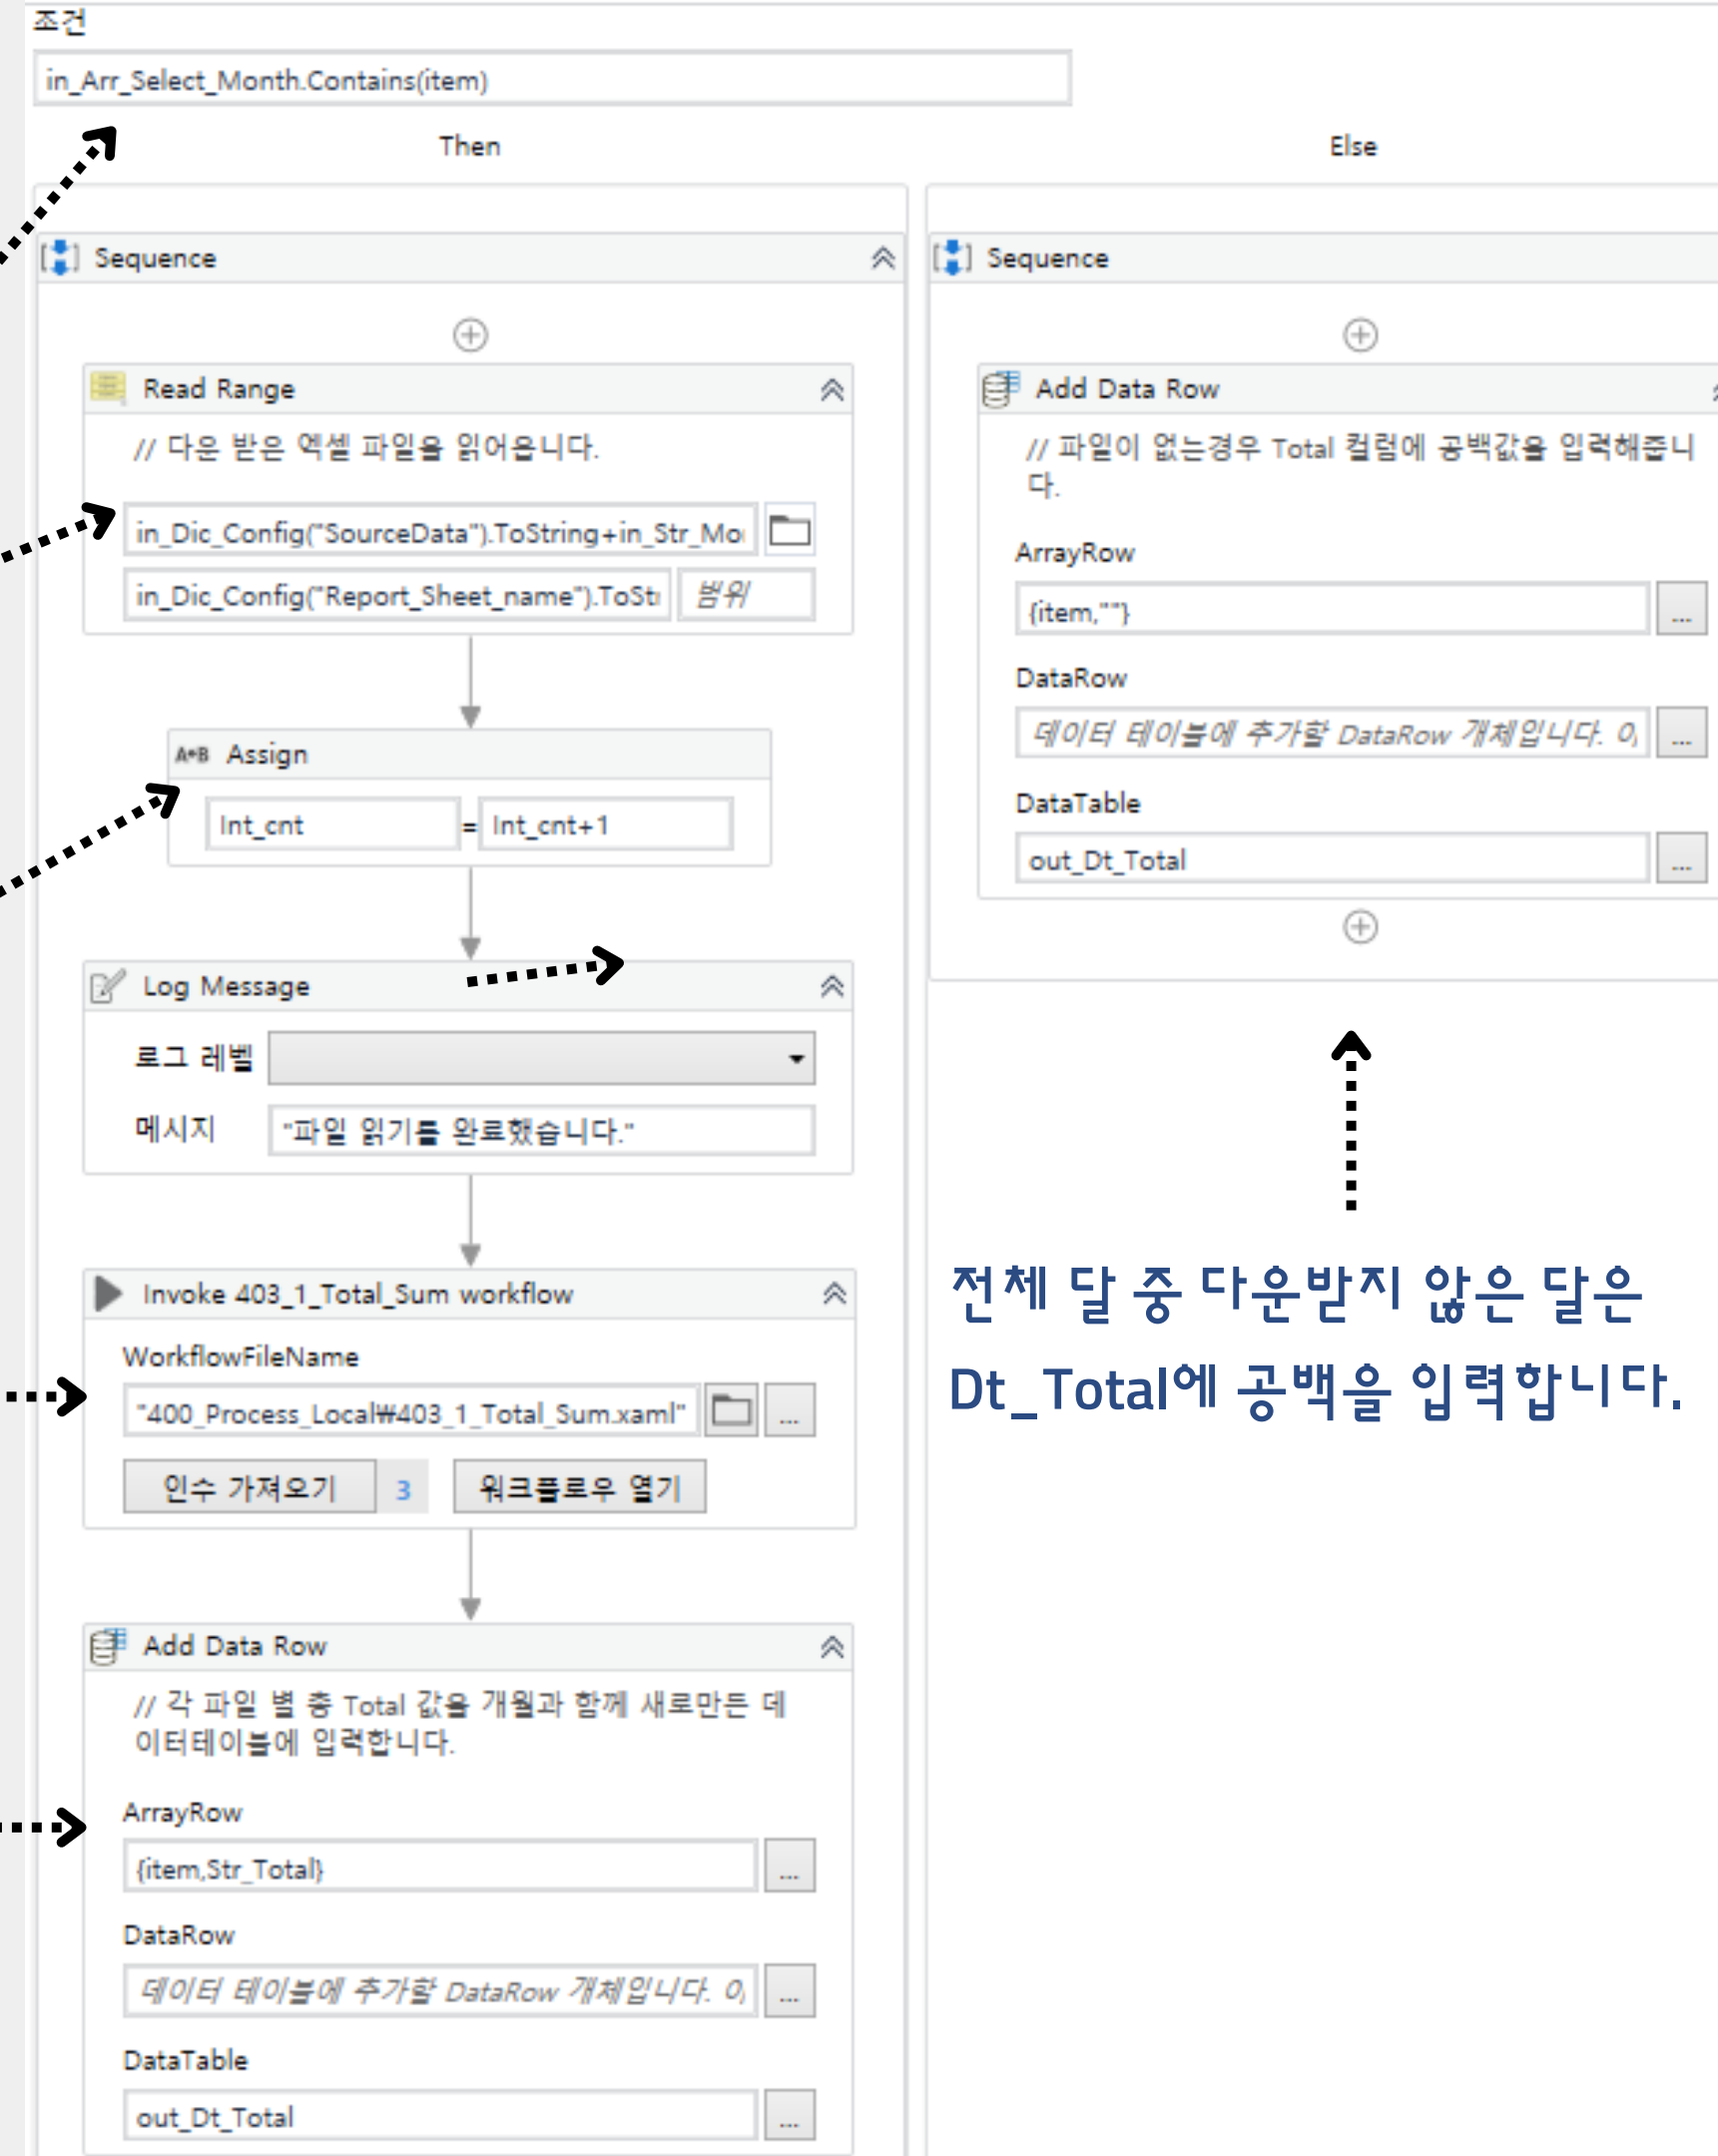 조건
in_Arr_Select_Month.Contains(item)
Then
Else
Sequence
Read Range
// 다운 받은 엑셀 파일을 읽어옵니다.
in_Dic_Config("SourceData").ToString+in_Str_Mo
in_Dic_Config("Report_Sheet_name").ToSt
범위
A+B Assign
Int_cnt = Int_cnt+1
Log Message
로그 레벨
메시지 "파일 읽기를 완료했습니다."
Invoke 403_1_Total_Sum workflow
WorkflowFileName
"400_Process_Local₩403_1_Total_Sum.xaml" ...
인수 가져오기 3 워크플로우 열기
Add Data Row
// 각 파일 별 총 Total 값을 개월과 함께 새로만든 데
이터테이블에 입력합니다.
ArrayRow
{item,Str_Total} ...
DataRow
데이터 테이블에 추가할 DataRow 개체입니다. ...
DataTable
out_Dt_Total ...
Sequence
Add Data Row
// 파일이 없는경우 Total 컬럼에 공백값을 입력해줍니
다.
ArrayRow
{item,""} ...
DataRow
데이터 테이블에 추가할 DataRow 개체입니다. ...
DataTable
out_Dt_Total ...
전체 달 중 다운받지 않은 달은
Dt_Total에 공백을 입력합니다.